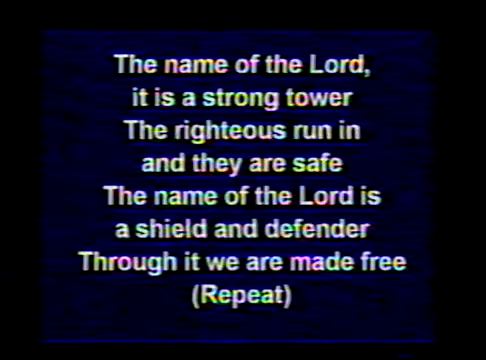 The name of the Lord,
it is a strong tower
The righteous run in
and they are safe
The name of the Lord is
a shield and defender
Through it we are made free
(Repeat)